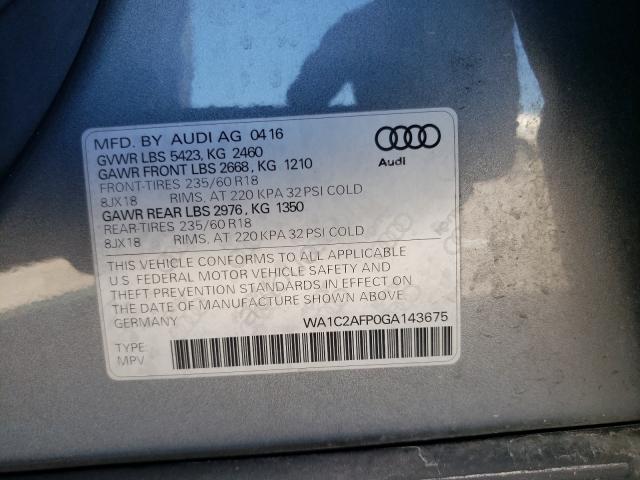 MFD. BY AUDI AG 0416
GVWR LBS 5423, KG 2460
GAWR FRONT LBS 2668, KG 1210
FRONT-TIRES 235/60 R18
8JX18 RIMS, AT 220 KPA 32 PSI COLD
GAWR REAR LBS 2976, KG 1350
REAR-TIRES 235/60 R18
8JX18 RIMS, AT 220 KPA 32 PSI COLD
Audi
THIS VEHICLE CONFORMS TO ALL APPLICABLE
U.S. FEDERAL MOTOR VEHICLE SAFETY AND
THEFT PREVENTION STANDARDS IN EFFECT ON
THE DATE OF MANUFACTURE SHOWN ABOVE.
GERMANY WA1C2AFP0GA143675
TYPE:
MPV